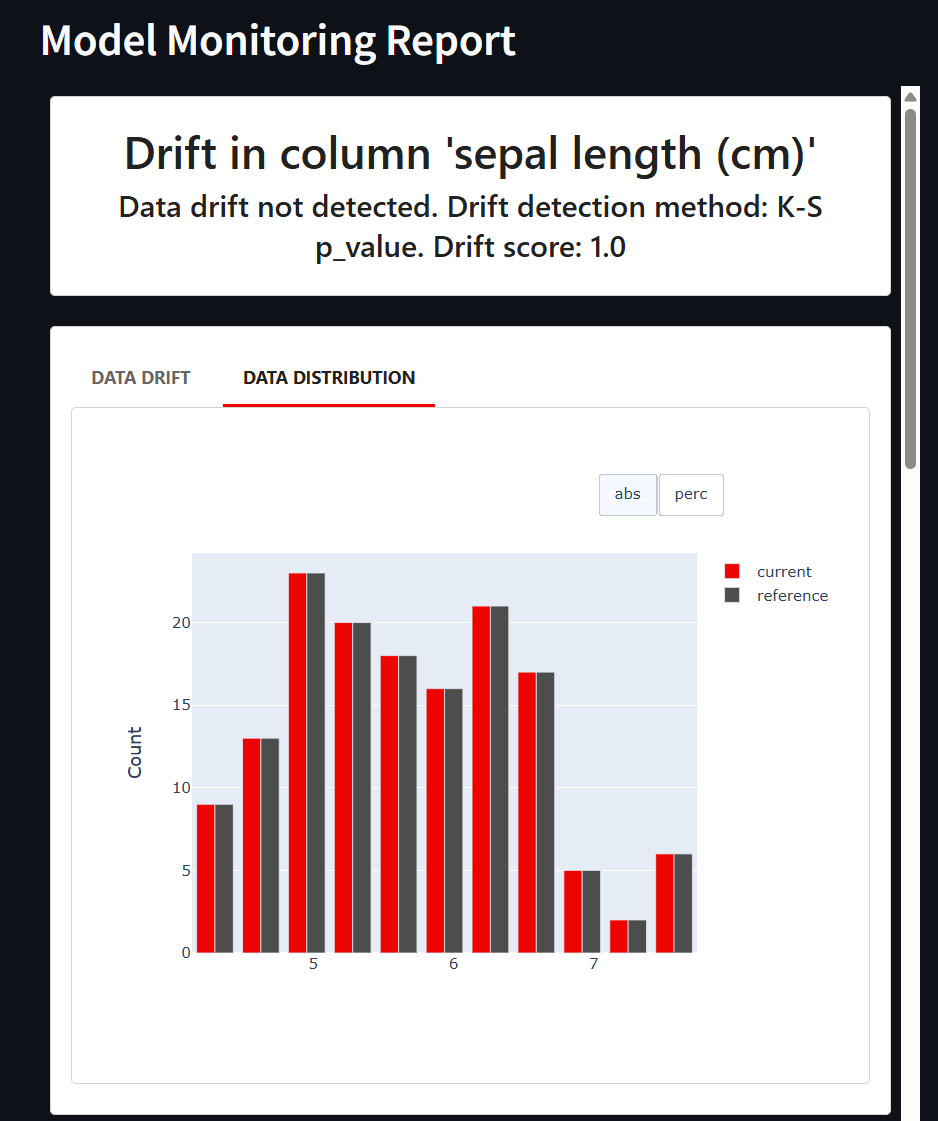 Model Monitoring Report
Drift in column 'sepal length (cm)'
Data drift not detected. Drift detection method: K-S
p_value. Drift score: 1.0
DATA DRIFT
DATA DISTRIBUTION
abs
perc
current
reference
Count
20
15
10
5
0
5
6
7